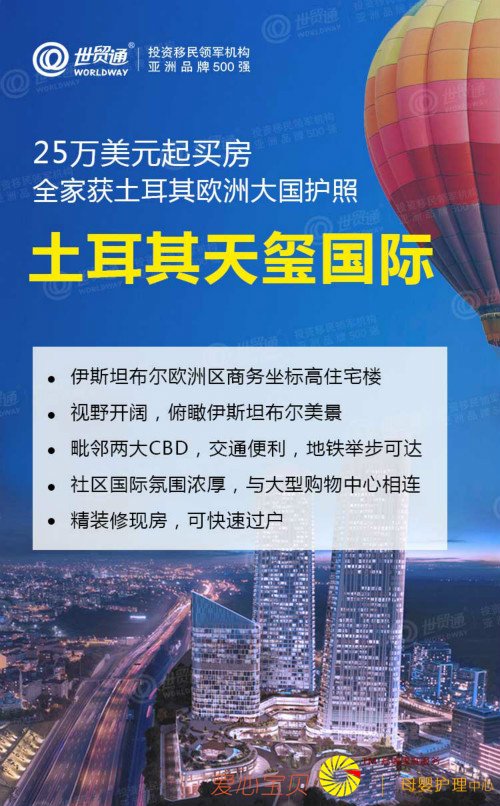 世贸通®
WORLDWAY
投资移民领军机构
亚洲品牌500强
25万美元起买房
全家获土耳其欧洲大国护照
土耳其天玺国际
• 伊斯坦布尔欧洲区商务坐标高住宅楼
• 视野开阔，俯瞰伊斯坦布尔美景
• 毗邻两大CBD，交通便利，地铁举步可达
• 社区国际氛围浓厚，与大型购物中心相连
• 精装修现房，可快速过户
爱心宝贝
母婴护理中心